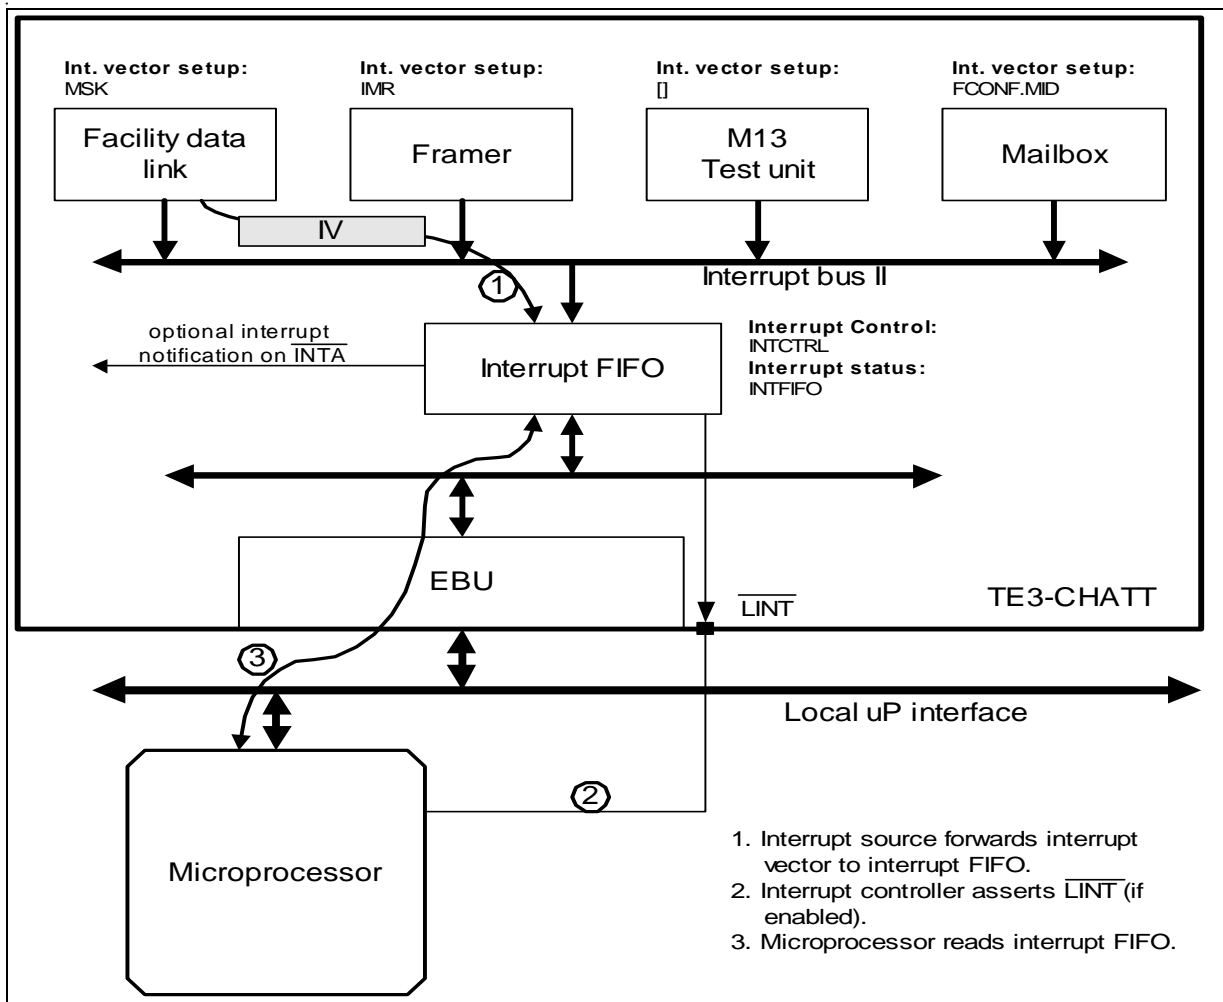 Int. vector setup:
MSK
Int. vector setup:
IMR
Int. vector setup:
[]
Int. vector setup:
FCONF.MID
Facility data
link
Framer
M13
Test unit
Mailbox
IV
1
Interrupt bus II
optional interrupt
notification on INTA
Interrupt FIFO
Interrupt Control:
INTCTRL
Interrupt status:
INTFIFO
EBU
LINT
TE3-CHATT
3
Local uP interface
2
Microprocessor
1. Interrupt source forwards interrupt
vector to interrupt FIFO.
2. Interrupt controller asserts LINT (if
enabled).
3. Microprocessor reads interrupt FIFO.